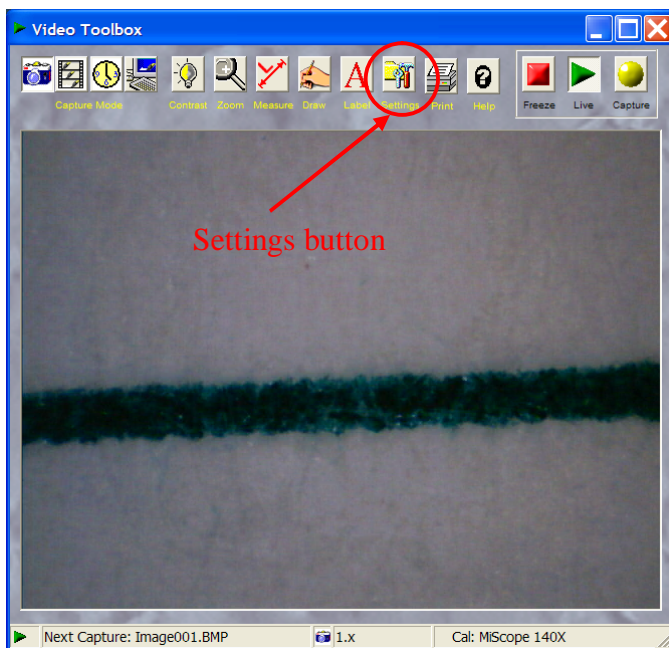 Video Toolbox
Capture Mode Contrast Zoom Measure Draw Label Settings Print Help Freeze Live Capture
Settings button
Next Capture: Image001.BMP 1.x Cal: MiScope 140X